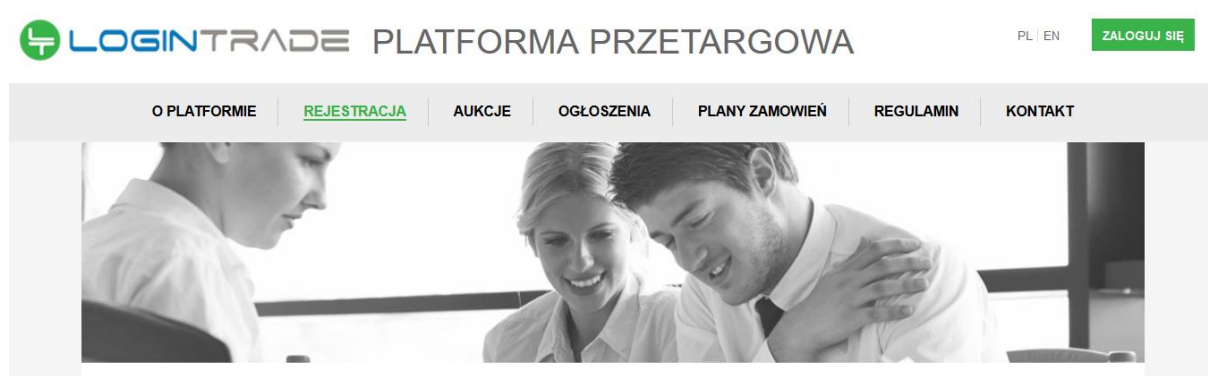 LOGINTRADE PLATFORMA PRZETARGOWA
PL | EN
ZALOGUJ SIĘ
O PLATFORMIE
REJESTRACJA
AUKCJE
OGŁOSZENIA
PLANY ZAMOWIEŃ
REGULAMIN
KONTAKT